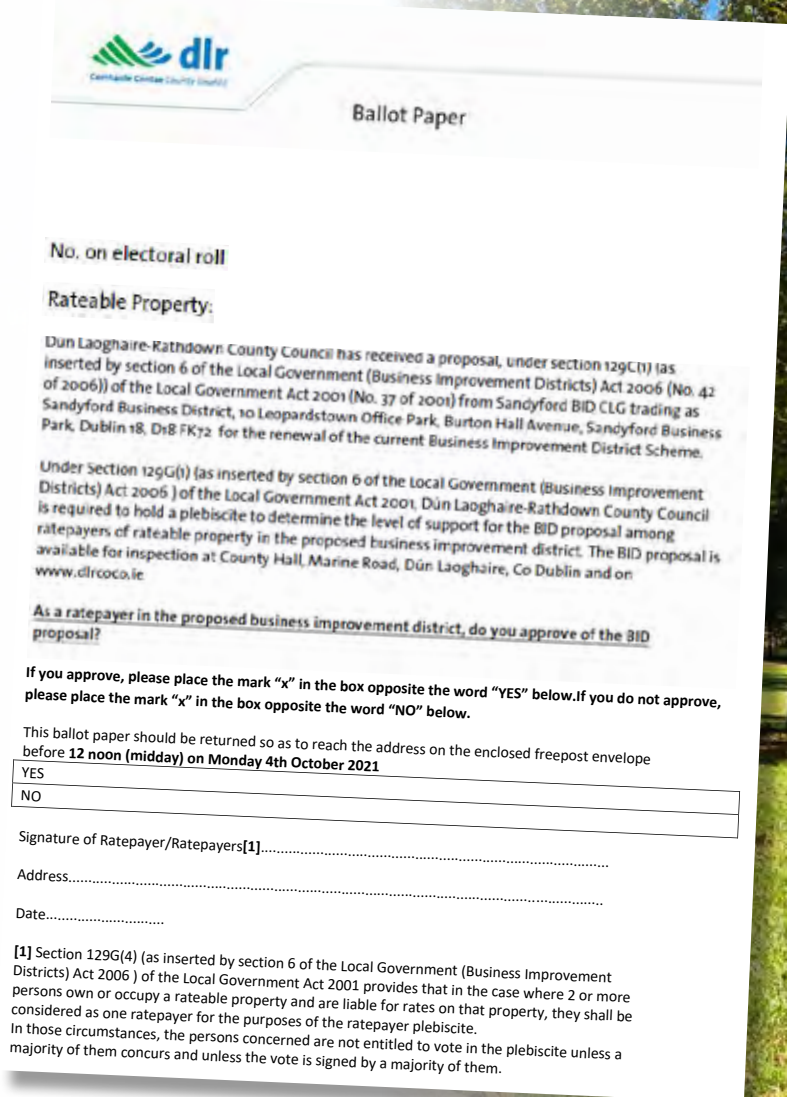 dlr
Comhairle Contae County Council
Ballot Paper
No. on electoral roll
Rateable Property:
Dun Laoghaire-Rathdown County Council has received a proposal, under section 129C(1) (as
inserted by section 6 of the Local Government (Business Improvement Districts) Act 2006 (No. 42
of 2006)) of the Local Government Act 2001 (No. 37 of 2001) from Sandyford BID CLG trading as
Sandyford Business District, 10 Leopardstown Office Park, Burton Hall Avenue, Sandyford Business
Park, Dublin 18, D18 FK72 for the renewal of the current Business Improvement District Scheme.
Under Section 129G(1) (as inserted by section 6 of the Local Government (Business Improvement
Districts) Act 2006 ) of the Local Government Act 2001, Dún Laoghaire-Rathdown County Council
is required to hold a plebiscite to determine the level of support for the BID proposal among
ratepayers of rateable property in the proposed business improvement district. The BID proposal is
available for inspection at County Hall, Marine Road, Dún Laoghaire, Co Dublin and on
www.dlrcoco.ie
As a ratepayer in the proposed business improvement district, do you approve of the BID
proposal?
If you approve, please place the mark “x” in the box opposite the word “YES” below.If you do not approve,
please place the mark “x” in the box opposite the word “NO” below.
This ballot paper should be returned so as to reach the address on the enclosed freepost envelope
before 12 noon (midday) on Monday 4th October 2021
YES
NO
Signature of Ratepayer/Ratepayers[1]....................................................................................
Address.................................................................................................................................
Date............................
[1] Section 129G(4) (as inserted by section 6 of the Local Government (Business Improvement
Districts) Act 2006 ) of the Local Government Act 2001 provides that in the case where 2 or more
persons own or occupy a rateable property and are liable for rates on that property, they shall be
considered as one ratepayer for the purposes of the ratepayer plebiscite.
In those circumstances, the persons concerned are not entitled to vote in the plebiscite unless a
majority of them concurs and unless the vote is signed by a majority of them.